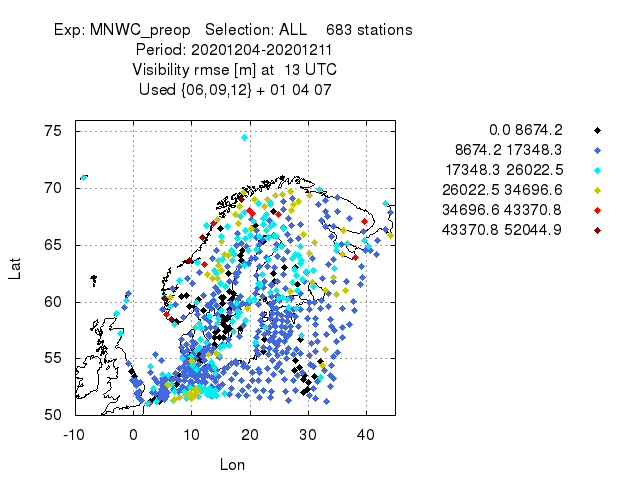 Exp: MNWC_preop   Selection: ALL    683 stations
Period: 20201204-20201211
Visibility rmse [m] at  13 UTC
Used {06,09,12} + 01 04 07
0.0 8674.2
8674.2 17348.3
17348.3 26022.5
26022.5 34696.6
34696.6 43370.8
43370.8 52044.9
75
70
65
60
55
50
Lat
-10 0 10 20 30 40
Lon